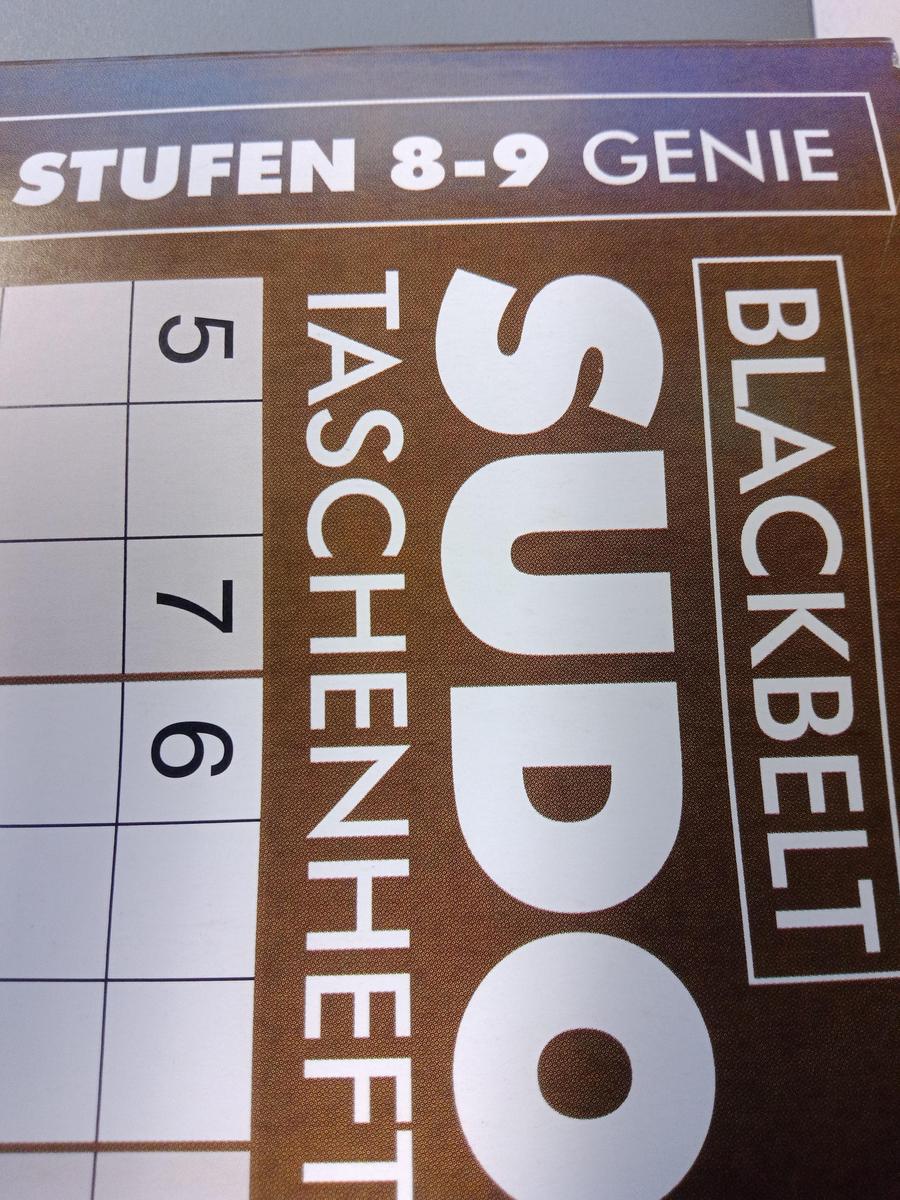 STUFEN 8-9 GENIE
BLACKBELT
SUDO
TASCHENHEFT
5 7 6